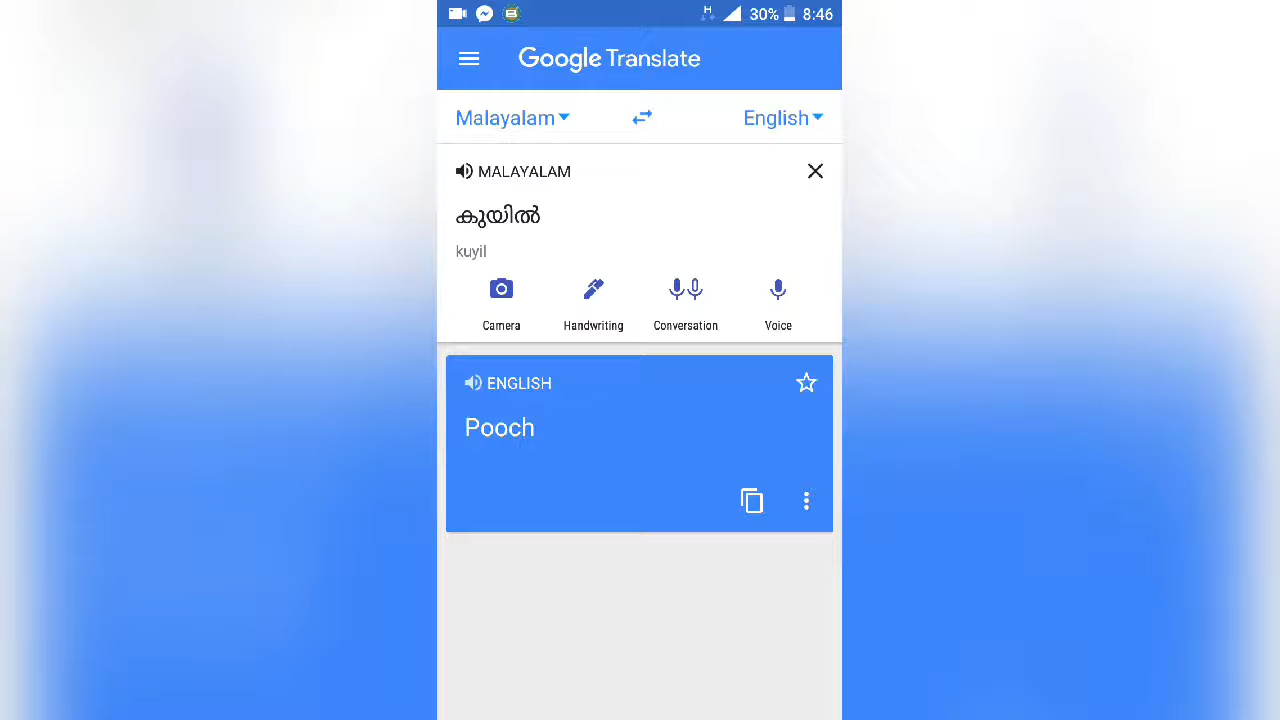 H 30% 8:46
Google Translate
Malayalam English
MALAYALAM
കുയിൽ
kuyil
Camera Handwriting Conversation Voice
ENGLISH
Pooch